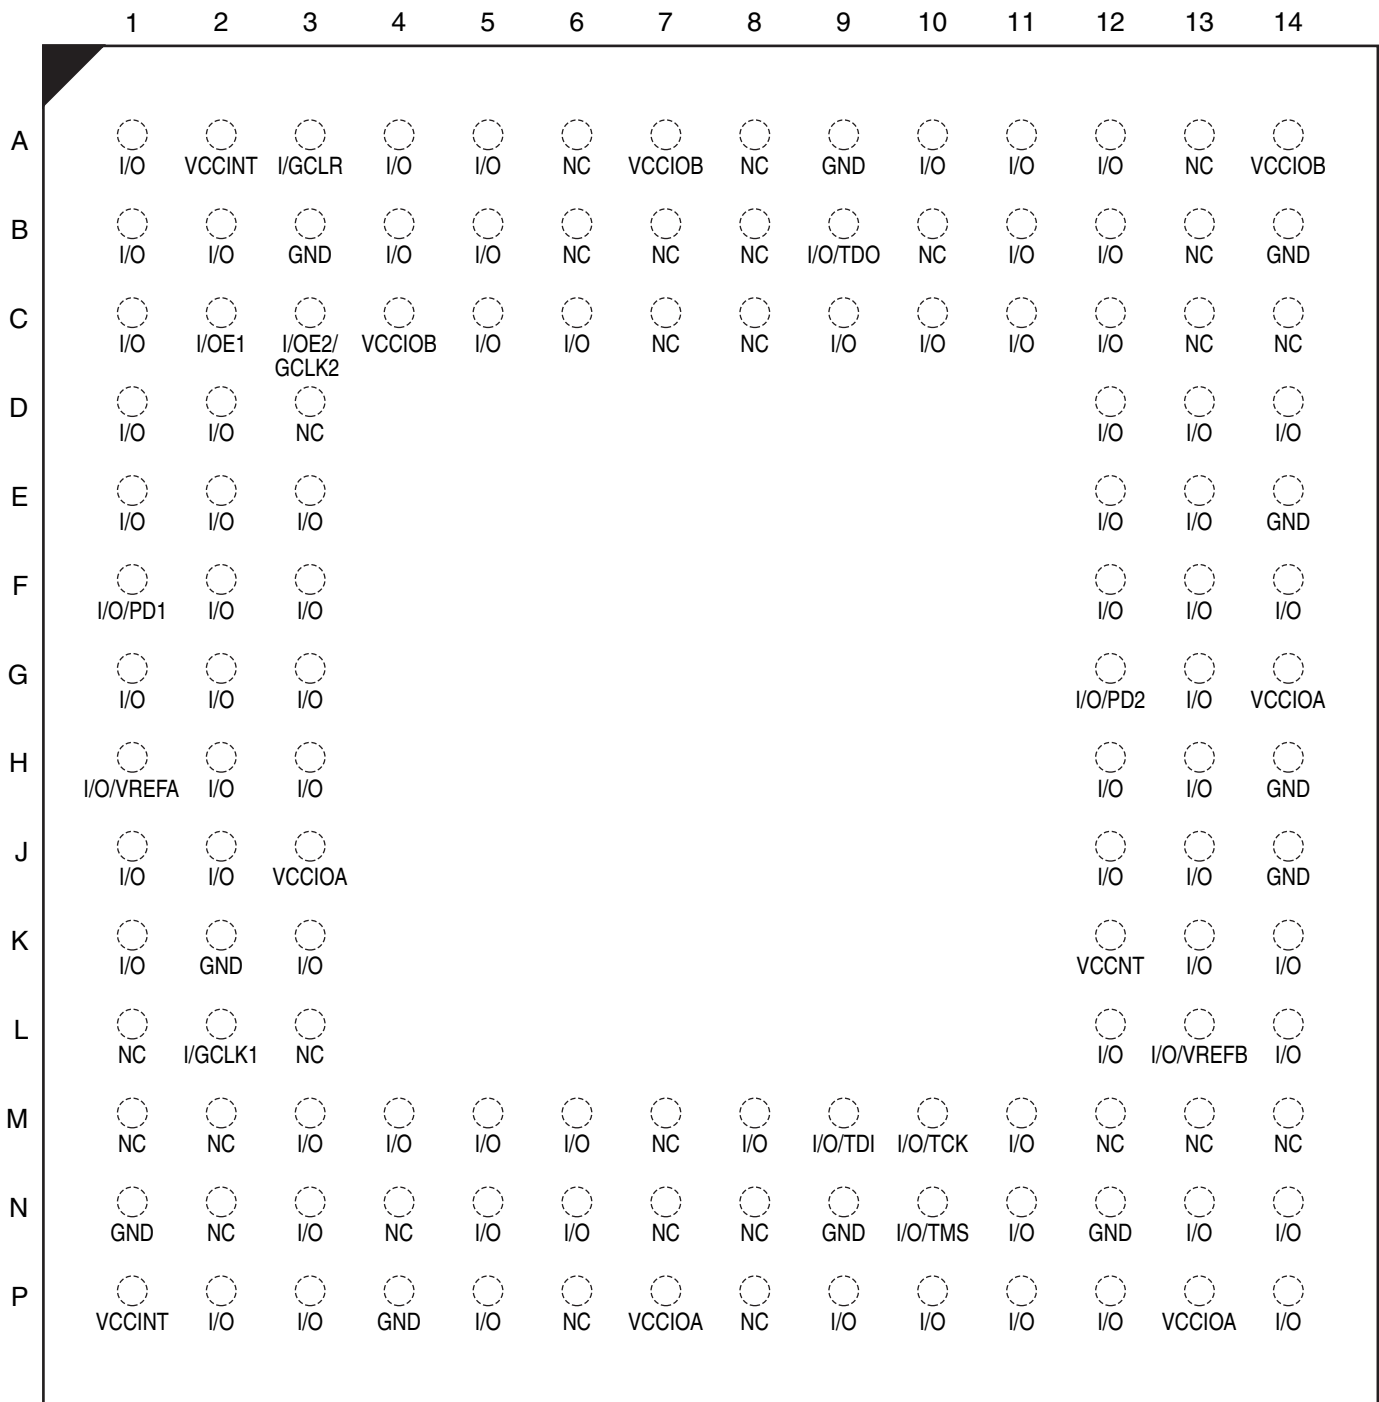 1 2 3 4 5 6 7 8 9 10 11 12 13 14
A
I/O VCCINT I/GCLR I/O I/O NC VCCIOB NC GND I/O I/O I/O NC VCCIOB
B
I/O I/O GND I/O I/O NC NC NC I/O/TDO NC I/O I/O NC GND
C
I/O I/OE1 I/OE2/ VCCIOB I/O I/O NC NC I/O I/O I/O I/O NC NC
GCLK2
D
I/O I/O NC I/O I/O I/O
E
I/O I/O I/O I/O I/O GND
F
I/O/PD1 I/O I/O I/O I/O I/O
G
I/O I/O I/O I/O/PD2 I/O VCCIOA
H
I/O/VREFA I/O I/O I/O I/O GND
J
I/O I/O VCCIOA I/O I/O GND
K
I/O GND I/O VCCNT I/O I/O
L
NC I/GCLK1 NC I/O I/O/VREFB I/O
M
NC NC I/O I/O I/O I/O NC I/O I/O/TDI I/O/TCK I/O NC NC NC
N
GND NC I/O NC I/O I/O NC NC GND I/O/TMS I/O GND I/O I/O
P
VCCINT I/O I/O GND I/O NC VCCIOA NC I/O I/O I/O I/O VCCIOA I/O